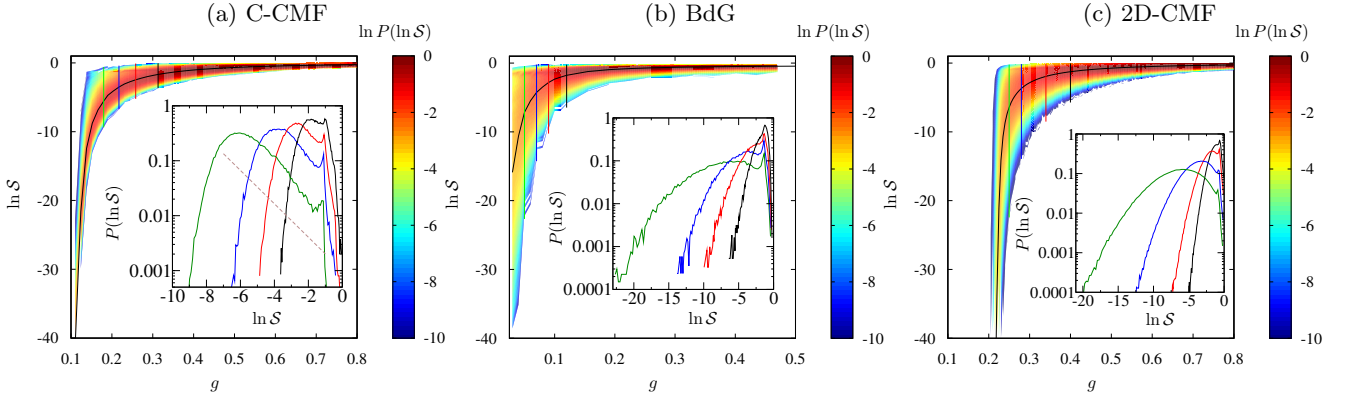 (a) C-CMF
ln P(ln S)
ln S
0
-10
-20
-30
-40
0.1 0.2 0.3 0.4 0.5 0.6 0.7 0.8
g
0
-2
-4
-6
-8
-10
P(ln S)
1
0.1
0.01
0.001
-10 -8 -6 -4 -2 0
ln S
(b) BdG
ln P(ln S)
ln S
0
-10
-20
-30
-40
0.1 0.2 0.3 0.4 0.5
g
0
-2
-4
-6
-8
-10
P(ln S)
1
0.1
0.01
0.001
0.0001
-20 -15 -10 -5 0
ln S
(c) 2D-CMF
ln P(ln S)
ln S
0
-10
-20
-30
-40
0.1 0.2 0.3 0.4 0.5 0.6 0.7 0.8
g
0
-2
-4
-6
-8
-10
P(ln S)
1
0.1
0.01
0.001
0.0001
-20 -15 -10 -5 0
ln S